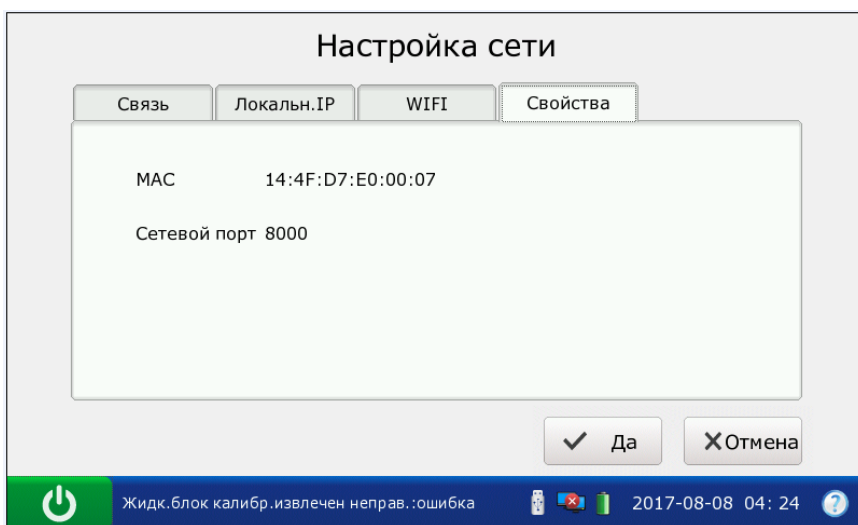 Настройка сети
Связь Локальн.IP WIFI Свойства
MAC 14:4F:D7:E0:00:07
Сетевой порт 8000
Да Отмена
Жидк.блок калибр.извлечен неправ.:ошибка 2017-08-08 04: 24 ?